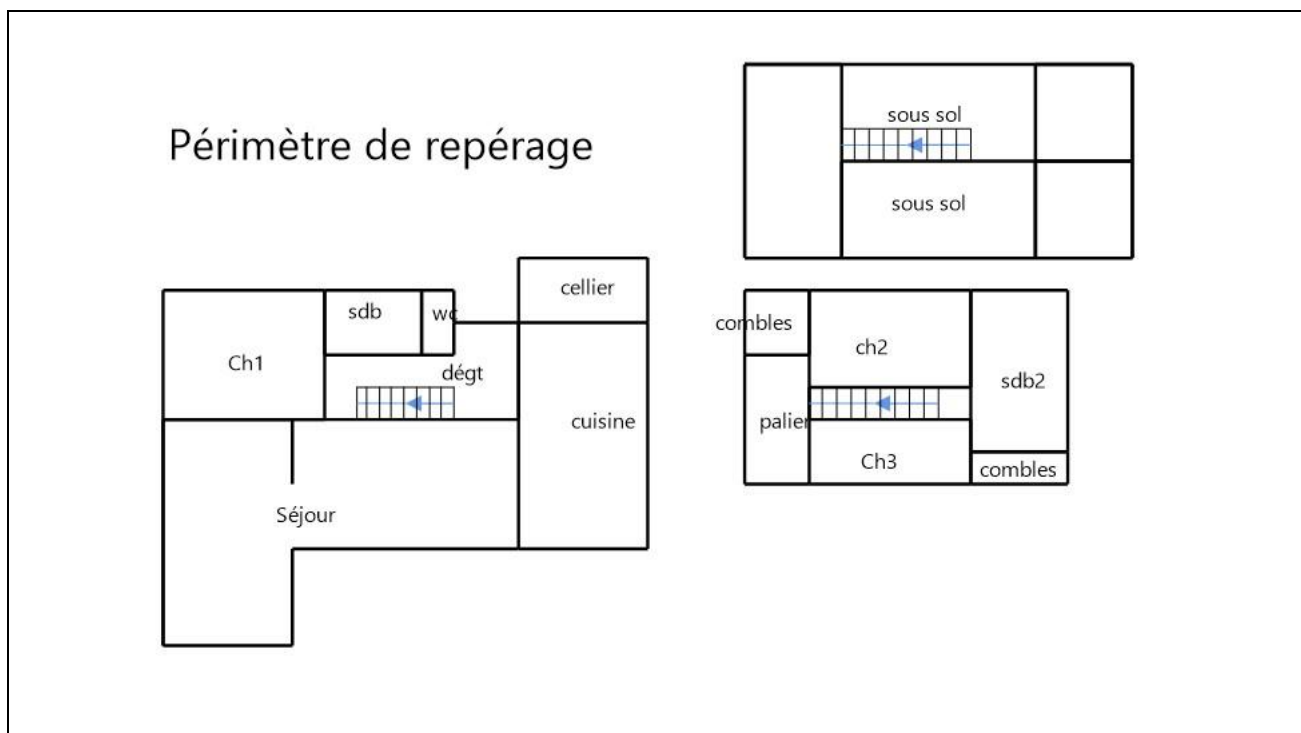 Périmètre de repérage
sous sol
sous sol
cellier
sdb
wc
Ch1
dégt
cuisine
Séjour
combles
ch2
sdb2
palier
Ch3
combles